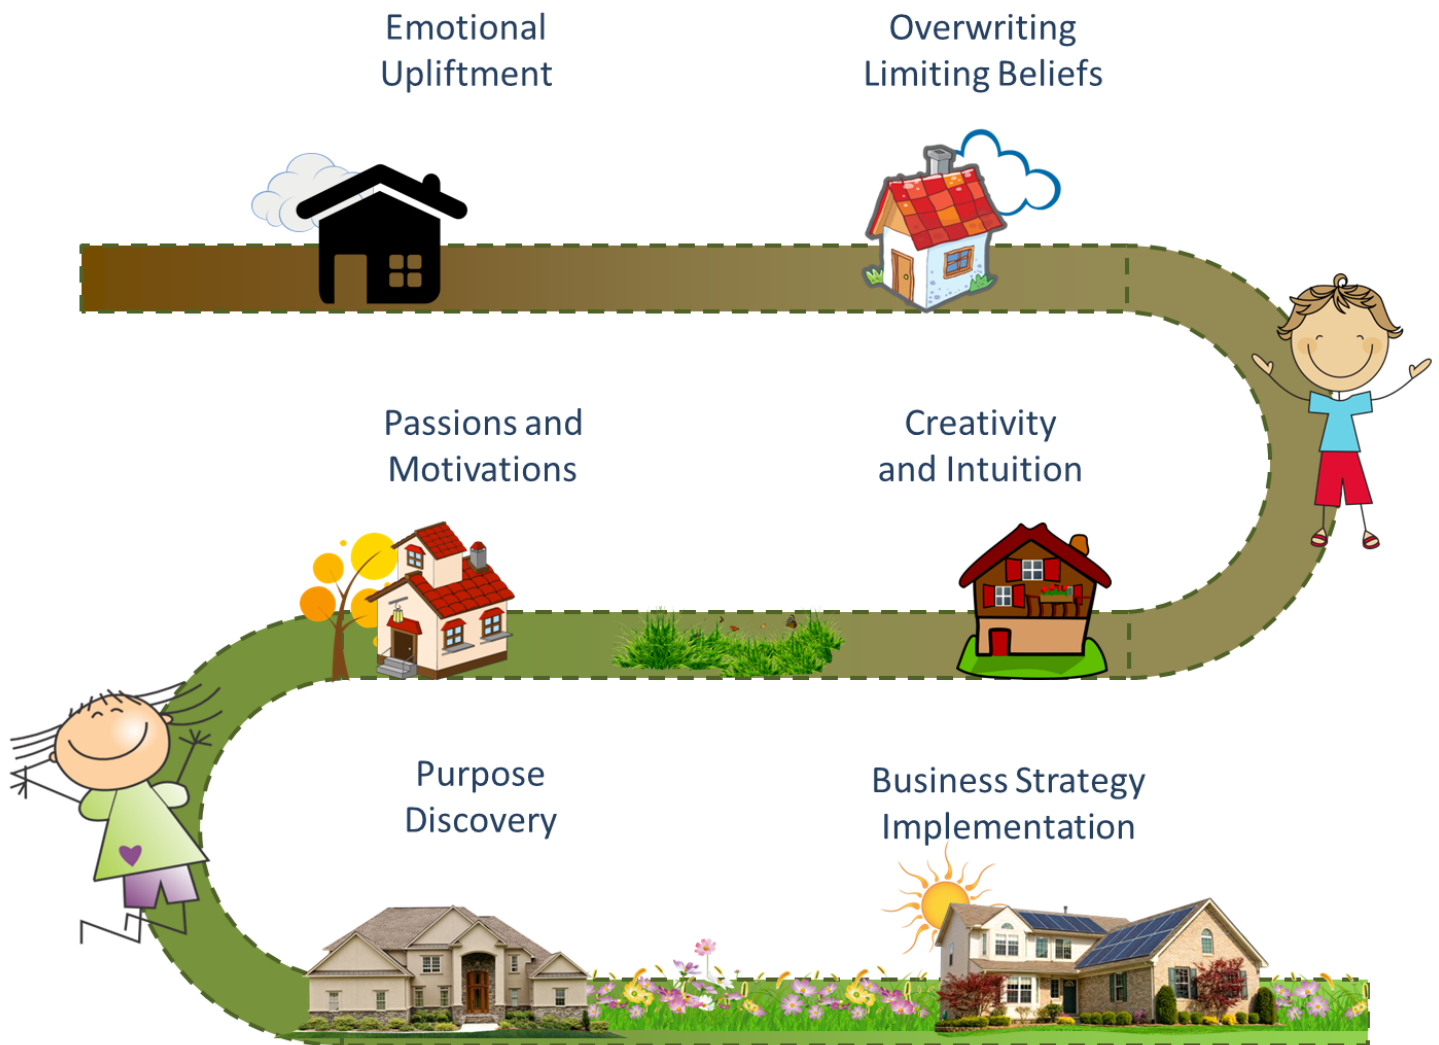 Emotional
Upliftment
Overwriting
Limiting Beliefs
Passions and
Motivations
Creativity
and Intuition
Purpose
Discovery
Business Strategy
Implementation